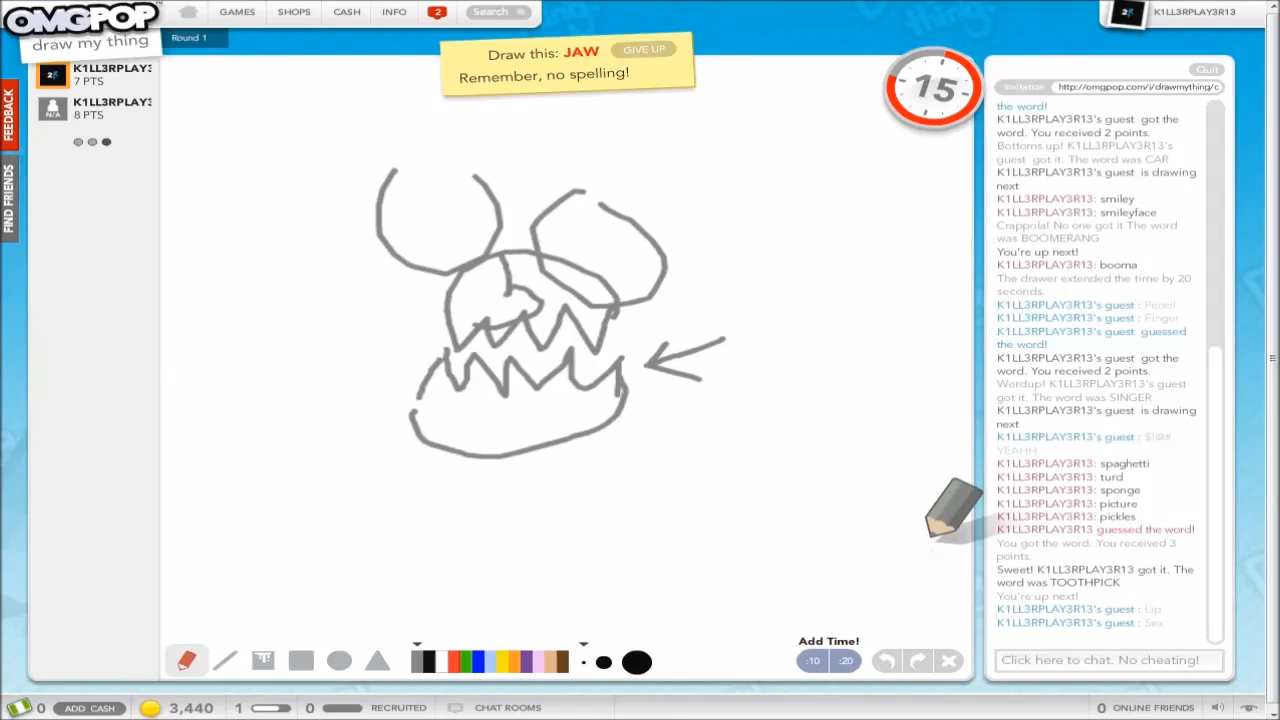 OMGPOP
draw my thing
GAMES
SHOPS
CASH
INFO
2
Search
K1LL3RPLAY3R13
Round 1
Draw this: JAW
GIVE UP
Remember, no spelling!
15
FEEDBACK
FIND FRIENDS
K1LL3RPLAY3
7 PTS
N/A
K1LL3RPLAY3
8 PTS
Quit
Invitation
http://omgpop.com/i/drawmything/c
the word!
K1LL3RPLAY3R13's guest got the
word. You received 2 points.
Bottoms up! K1LL3RPLAY3R13's
guest got it. The word was CAR
K1LL3RPLAY3R13's guest is drawing
next
K1LL3RPLAY3R13: smiley
K1LL3RPLAY3R13: smileyface
Crappola! No one got it.The word
was BOOMERANG
You're up next!
K1LL3RPLAY3R13: booma
The drawer extended the time by 20
seconds.
K1LL3RPLAY3R13's guest : Pencil
K1LL3RPLAY3R13's guest : Finger
K1LL3RPLAY3R13's guest guessed
the word!
K1LL3RPLAY3R13's guest got the
word. You received 2 points.
Werdup! K1LL3RPLAY3R13's guest
got it. The word was SINGER
K1LL3RPLAY3R13's guest is drawing
next
K1LL3RPLAY3R13's guest : $!@#
YEAHH
K1LL3RPLAY3R13: spaghetti
K1LL3RPLAY3R13: turd
K1LL3RPLAY3R13: sponge
K1LL3RPLAY3R13: picture
K1LL3RPLAY3R13: pickles
K1LL3RPLAY3R13 guessed the word!
You got the word. You received 3
points.
Sweet! K1LL3RPLAY3R13 got it. The
word was TOOTHPICK
You're up next!
K1LL3RPLAY3R13's guest : Lip
K1LL3RPLAY3R13's guest : Sex
Click here to chat. No cheating!
Add Time!
:10
:20
0
ADD CASH
3,440
1
0
RECRUITED
CHAT ROOMS
0 ONLINE FRIENDS